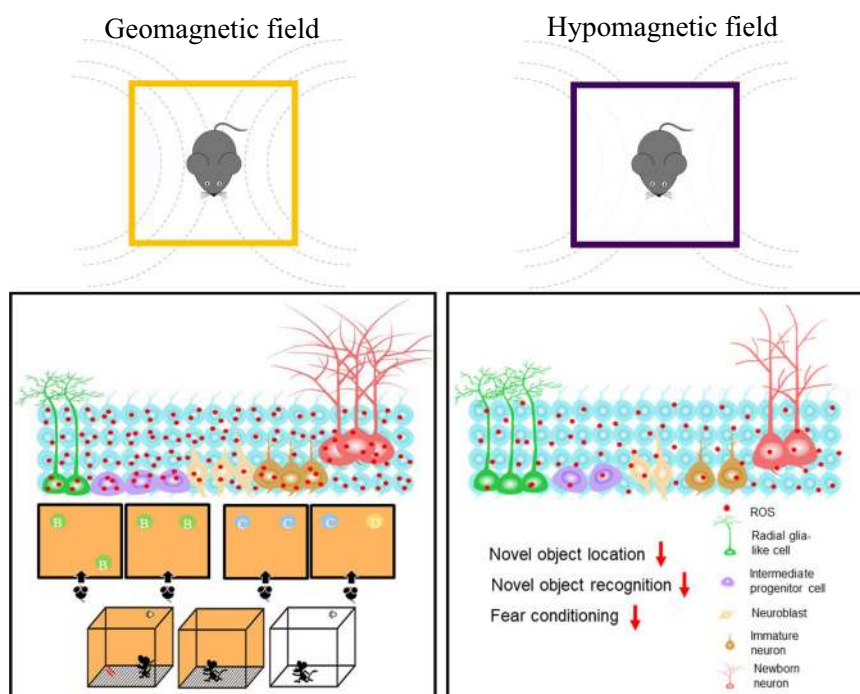 Geomagnetic field
Hypomagnetic field
B
B
B
B
C
C
C
D
Novel object location
Novel object recognition
Fear conditioning
ROS
Radial glia-
like cell
Intermediate
progenitor cell
Neuroblast
Immature
neuron
Newborn
neuron